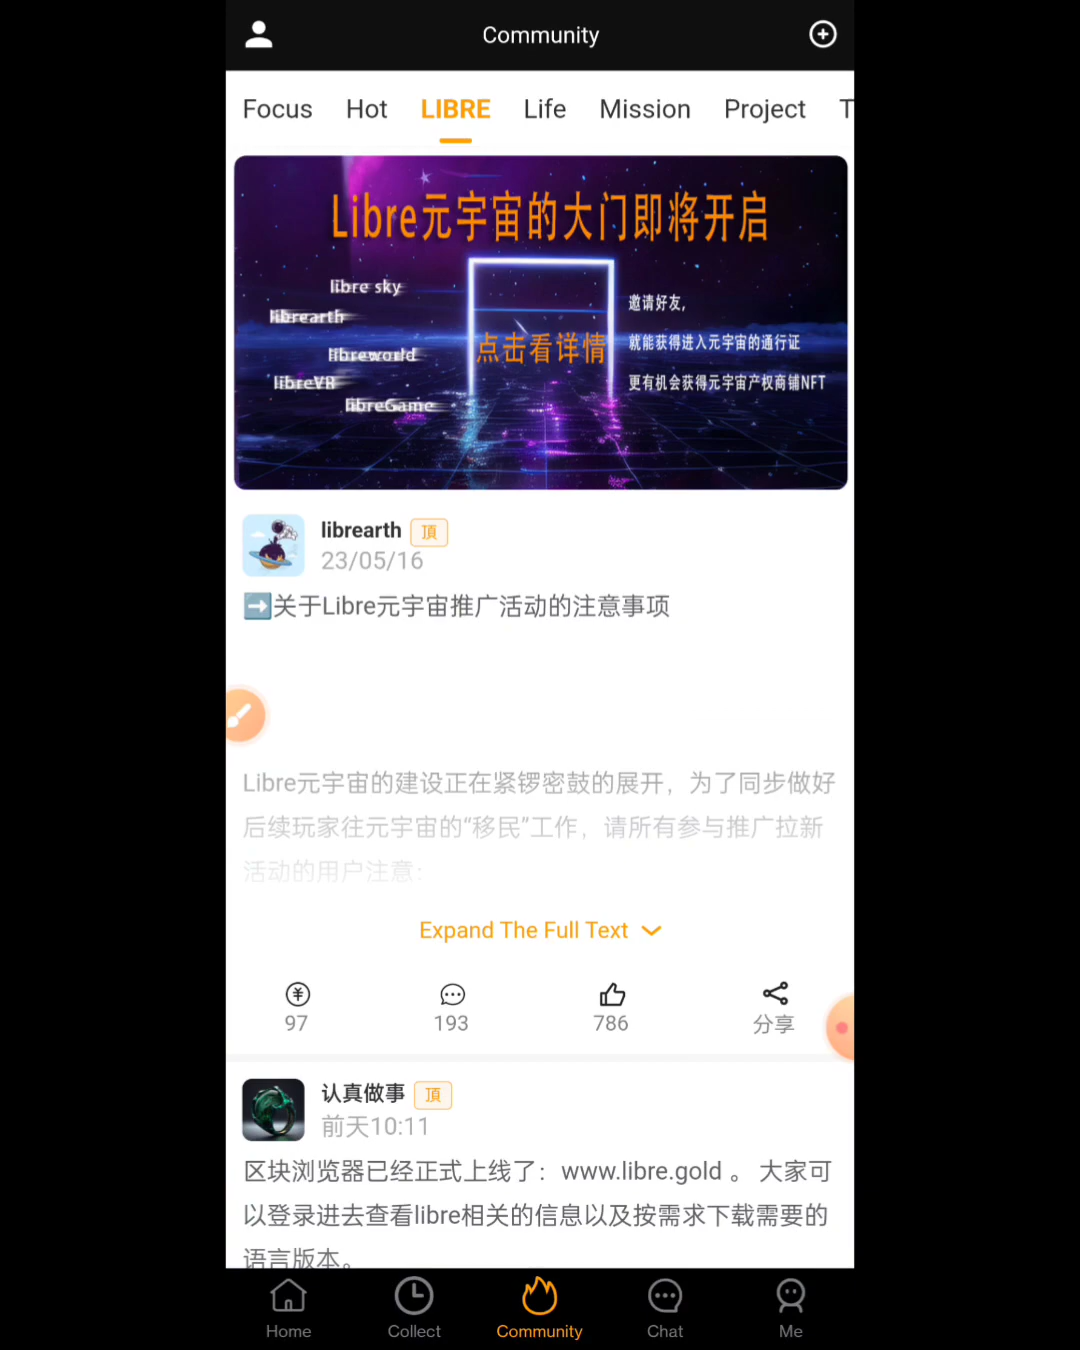 Community
Focus Hot LIBRE Life Mission Project T
Libre元宇宙的大门即将开启
libre sky
librearth
libreworld
libreVR
libreGame
点击看详情
邀请好友,
就能获得进入元宇宙的通行证
更有机会获得元宇宙产权商铺NFT
librearth 頂
23/05/16
➡️关于Libre元宇宙推广活动的注意事项
Libre元宇宙的建设正在紧锣密鼓的展开，为了同步做好
后续玩家往元宇宙的“移民”工作，请所有参与推广拉新
活动的用户注意：
Expand The Full Text
97 193 786 分享
认真做事 頂
前天10:11
区块浏览器已经正式上线了：www.libre.gold 。大家可
以登录进去查看libre相关的信息以及按需求下载需要的
语言版本。
Home Collect Community Chat Me